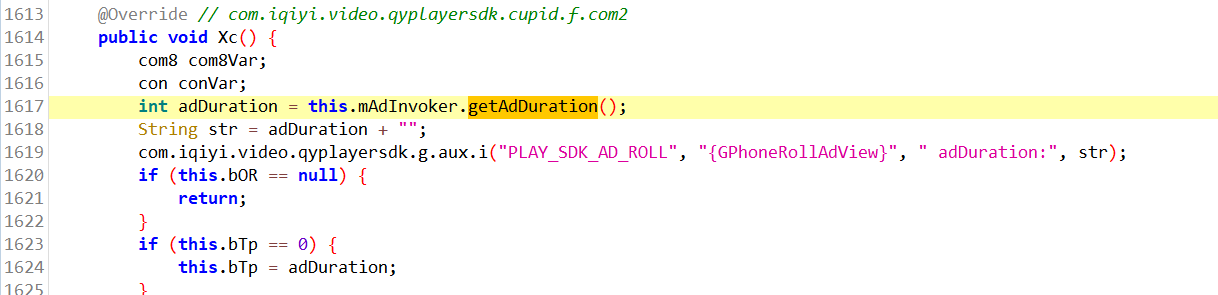 1613 @Override // com.iqiyi.video.qyplayersdk.cupid.f.com2
1614 public void Xc() {
1615 com8 com8Var;
1616 con conVar;
1617 int adDuration = this.mAdInvoker.getAdDuration();
1618 String str = adDuration + "";
1619 com.iqiyi.video.qyplayersdk.g.aux.i("PLAY_SDK_AD_ROLL", "{GPhoneRollAdView}", " adDuration:", str);
1620 if (this.bOR == null) {
1621 return;
1622 }
1623 if (this.bTp == 0) {
1624 this.bTp = adDuration;
1625 }